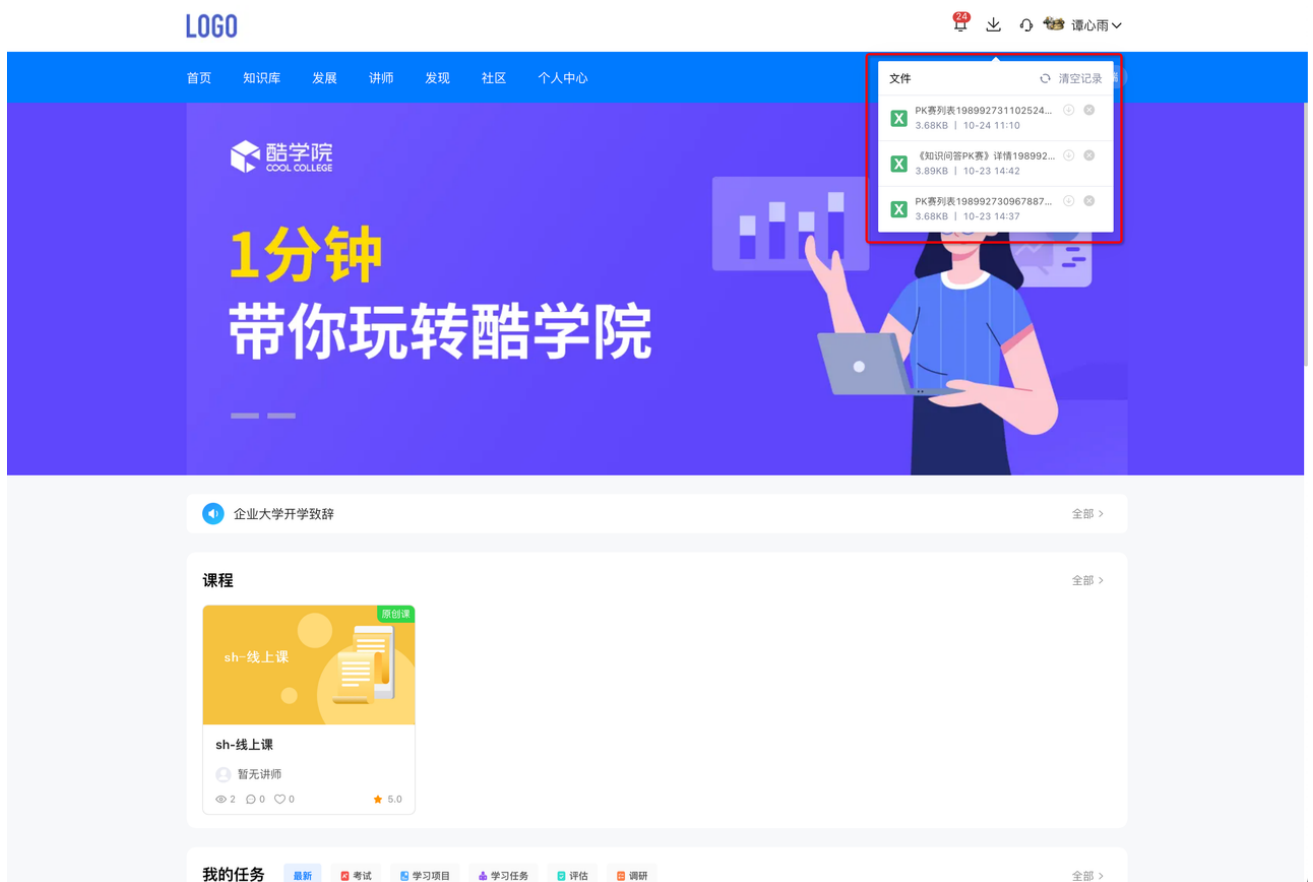 LOGO
24
谭心雨
首页 知识库 发展 讲师 发现 社区 个人中心
文件 清空记录
PK赛列表198992731102524...
3.68KB | 10-24 11:10
《知识问答PK赛》详情198992...
3.89KB | 10-23 14:42
PK赛列表198992730967887...
3.68KB | 10-23 14:37
酷学院
COOL COLLEGE
1分钟
带你玩转酷学院
企业大学开学致辞 全部
课程 全部
原创课
sh-线上课
sh-线上课
暂无讲师
2 0 0 5.0
我的任务 最新 考试 学习项目 学习任务 评估 调研 全部